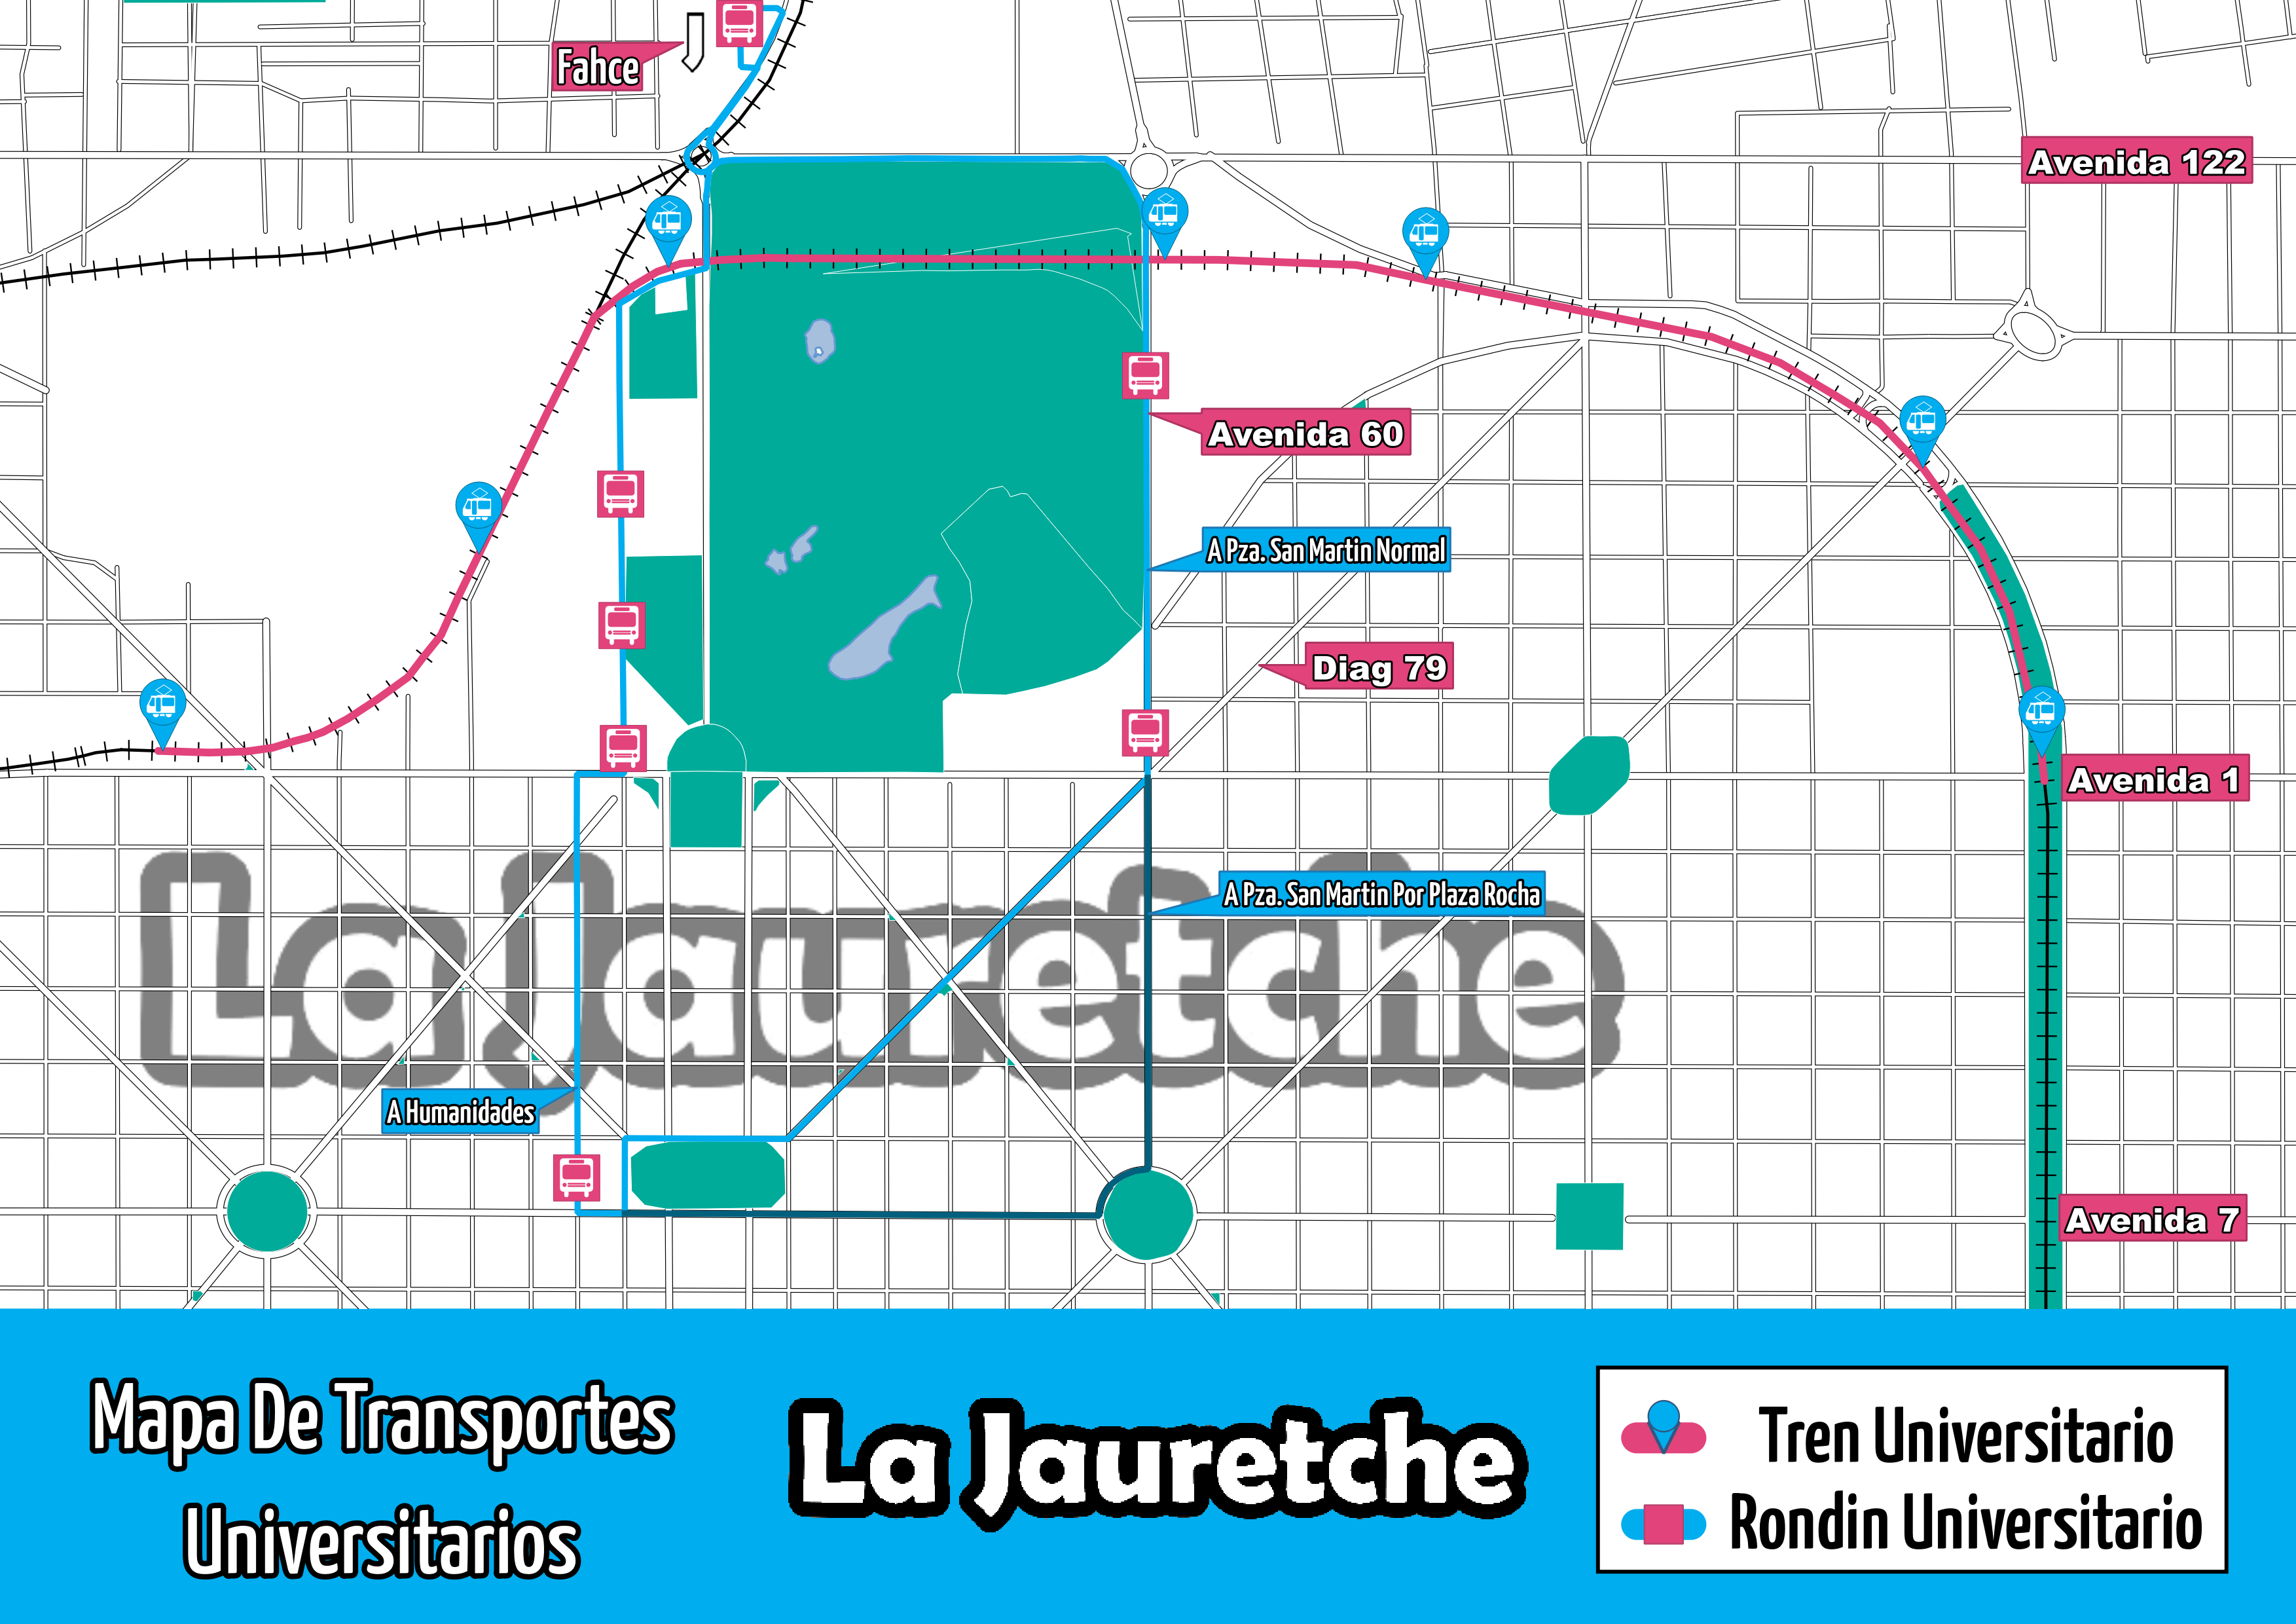 Fahce
Avenida 122
Avenida 60
A Pza. San Martin Normal
Diag 79
Avenida 1
La Jauretche
A Pza. San Martin Por Plaza Rocha
A Humanidades
Avenida 7
Mapa De Transportes
Universitarios
La Jauretche
Tren Universitario
Rondin Universitario